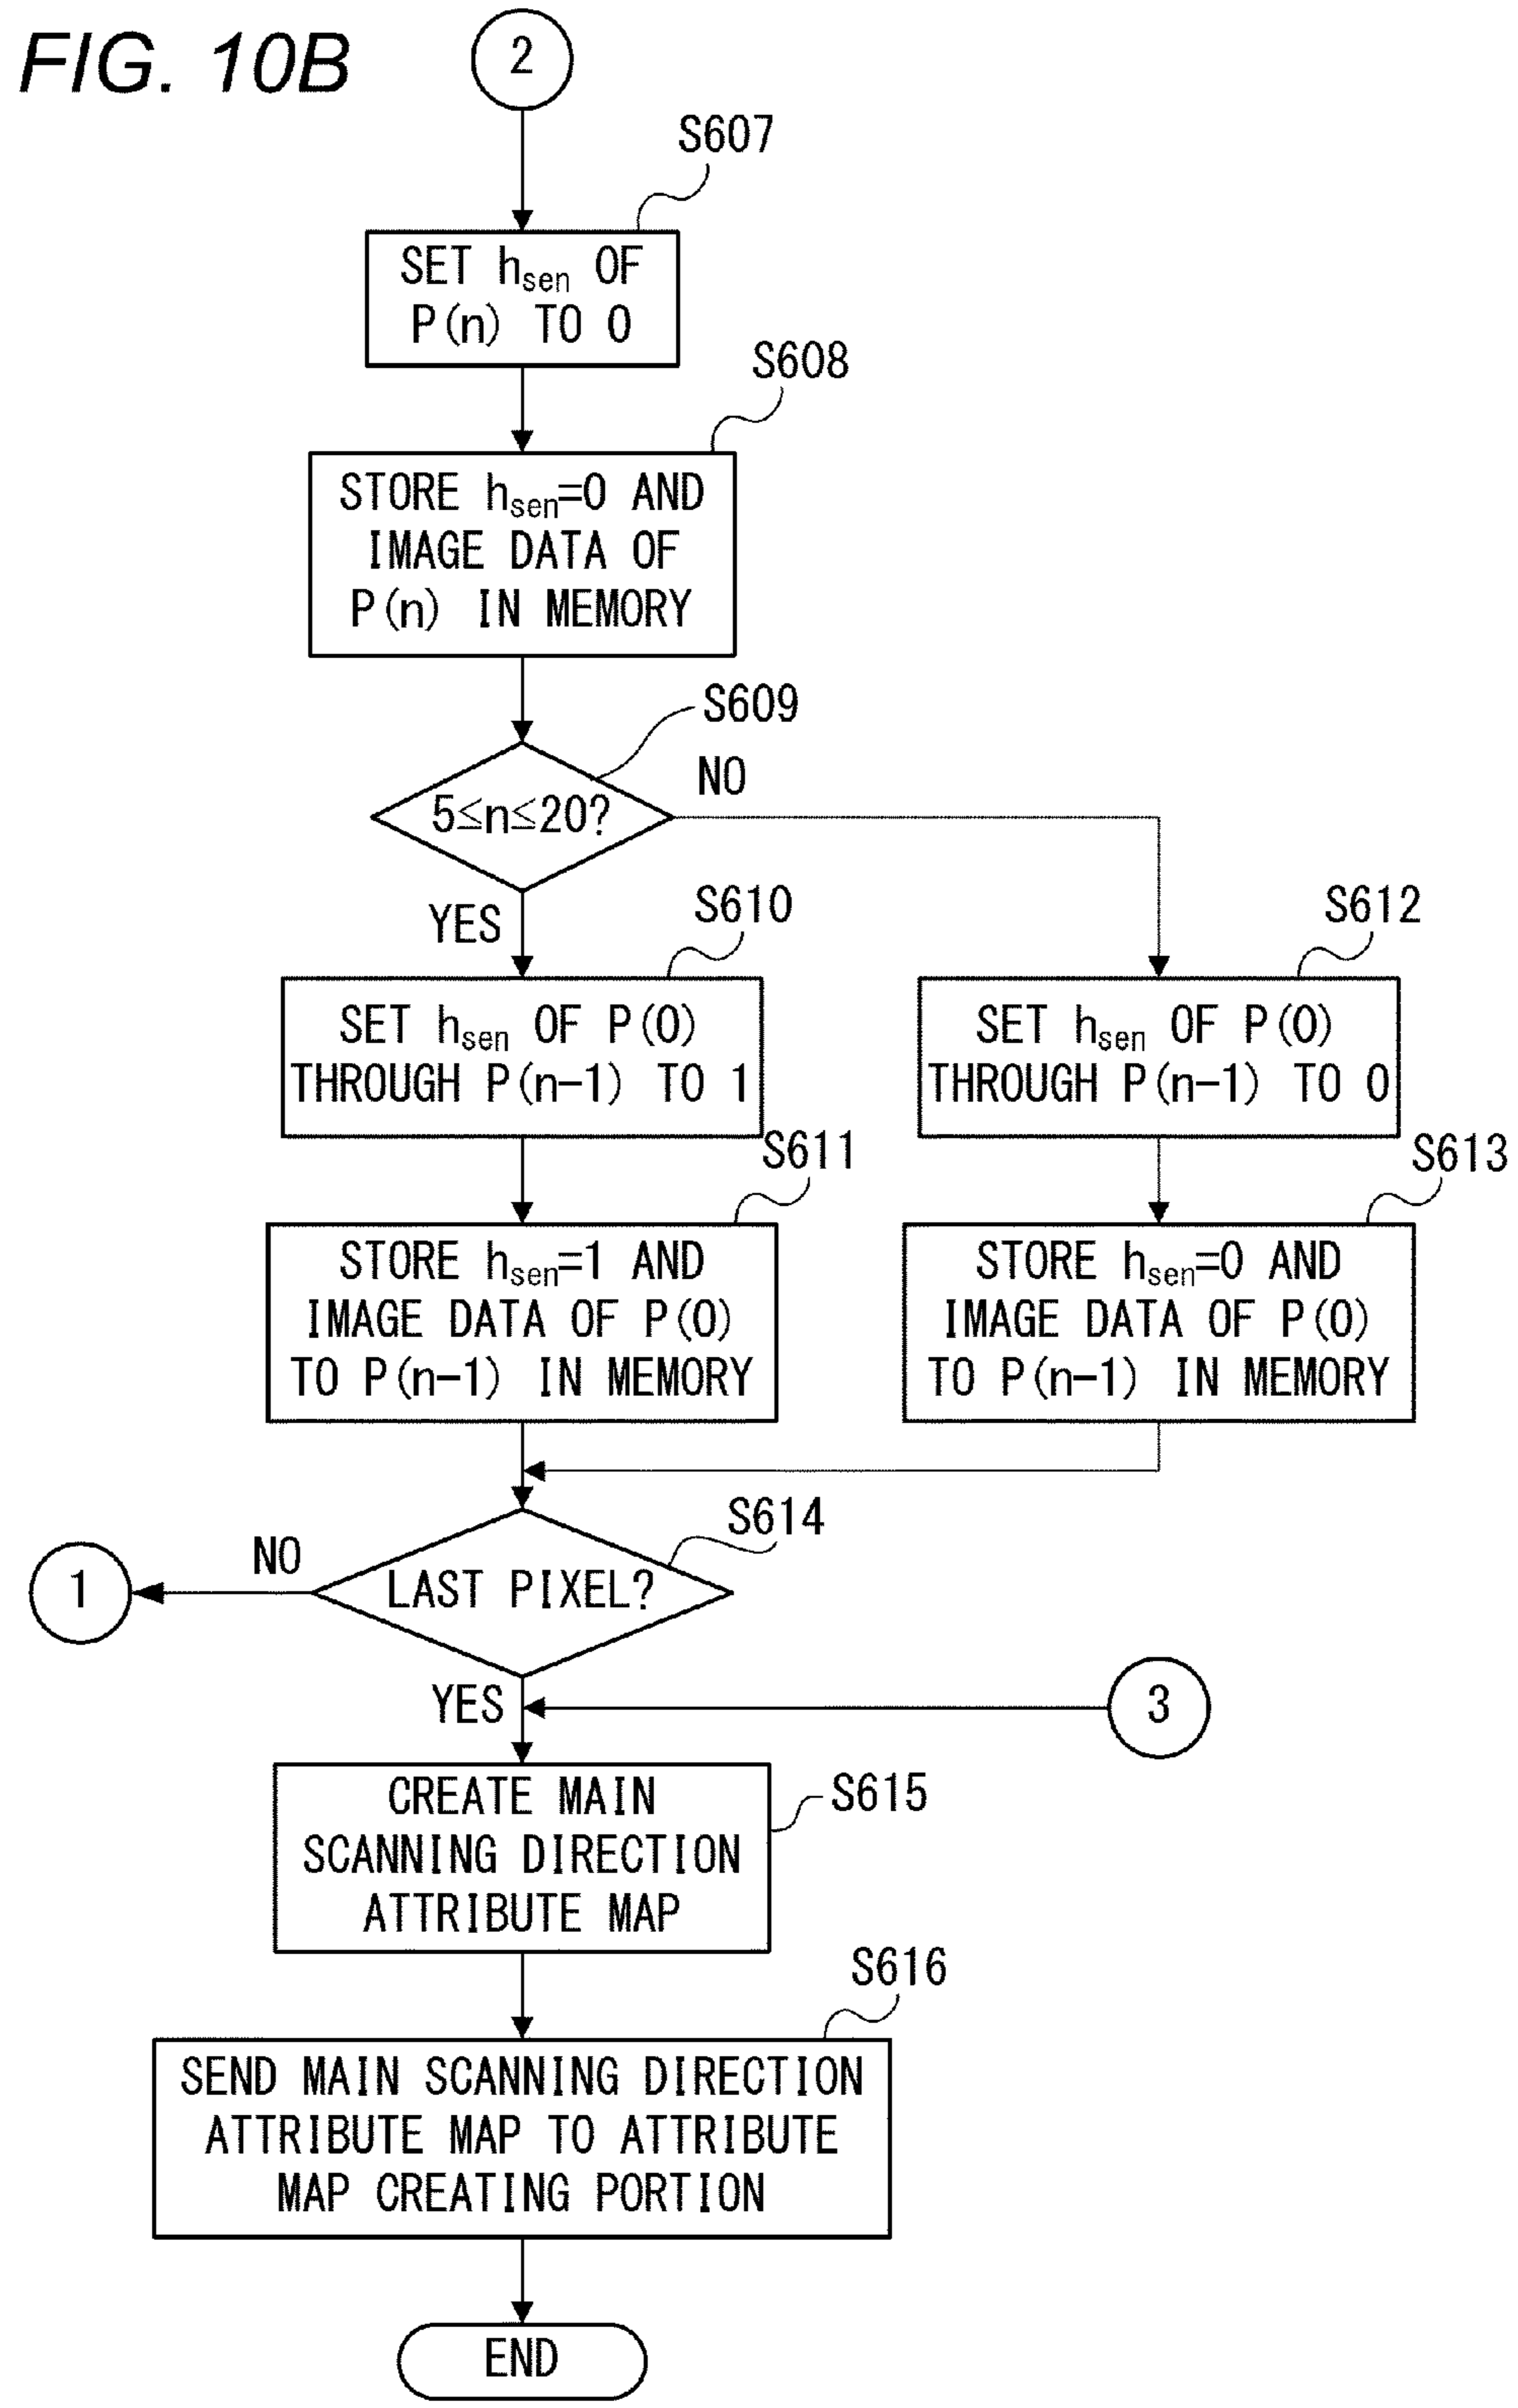 FIG. 10B
2
S607
SET hsen OF
P(n) TO 0
S608
STORE hsen=0 AND
IMAGE DATA OF
P(n) IN MEMORY
S609
5≤n≤20?
NO
YES
S610
SET hsen OF P(0)
THROUGH P(n-1) TO 1
S612
SET hsen OF P(0)
THROUGH P(n-1) TO 0
S611
STORE hsen=1 AND
IMAGE DATA OF P(0)
TO P(n-1) IN MEMORY
S613
STORE hsen=0 AND
IMAGE DATA OF P(0)
TO P(n-1) IN MEMORY
S614
LAST PIXEL?
NO
1
YES
3
S615
CREATE MAIN
SCANNING DIRECTION
ATTRIBUTE MAP
S616
SEND MAIN SCANNING DIRECTION
ATTRIBUTE MAP TO ATTRIBUTE
MAP CREATING PORTION
END